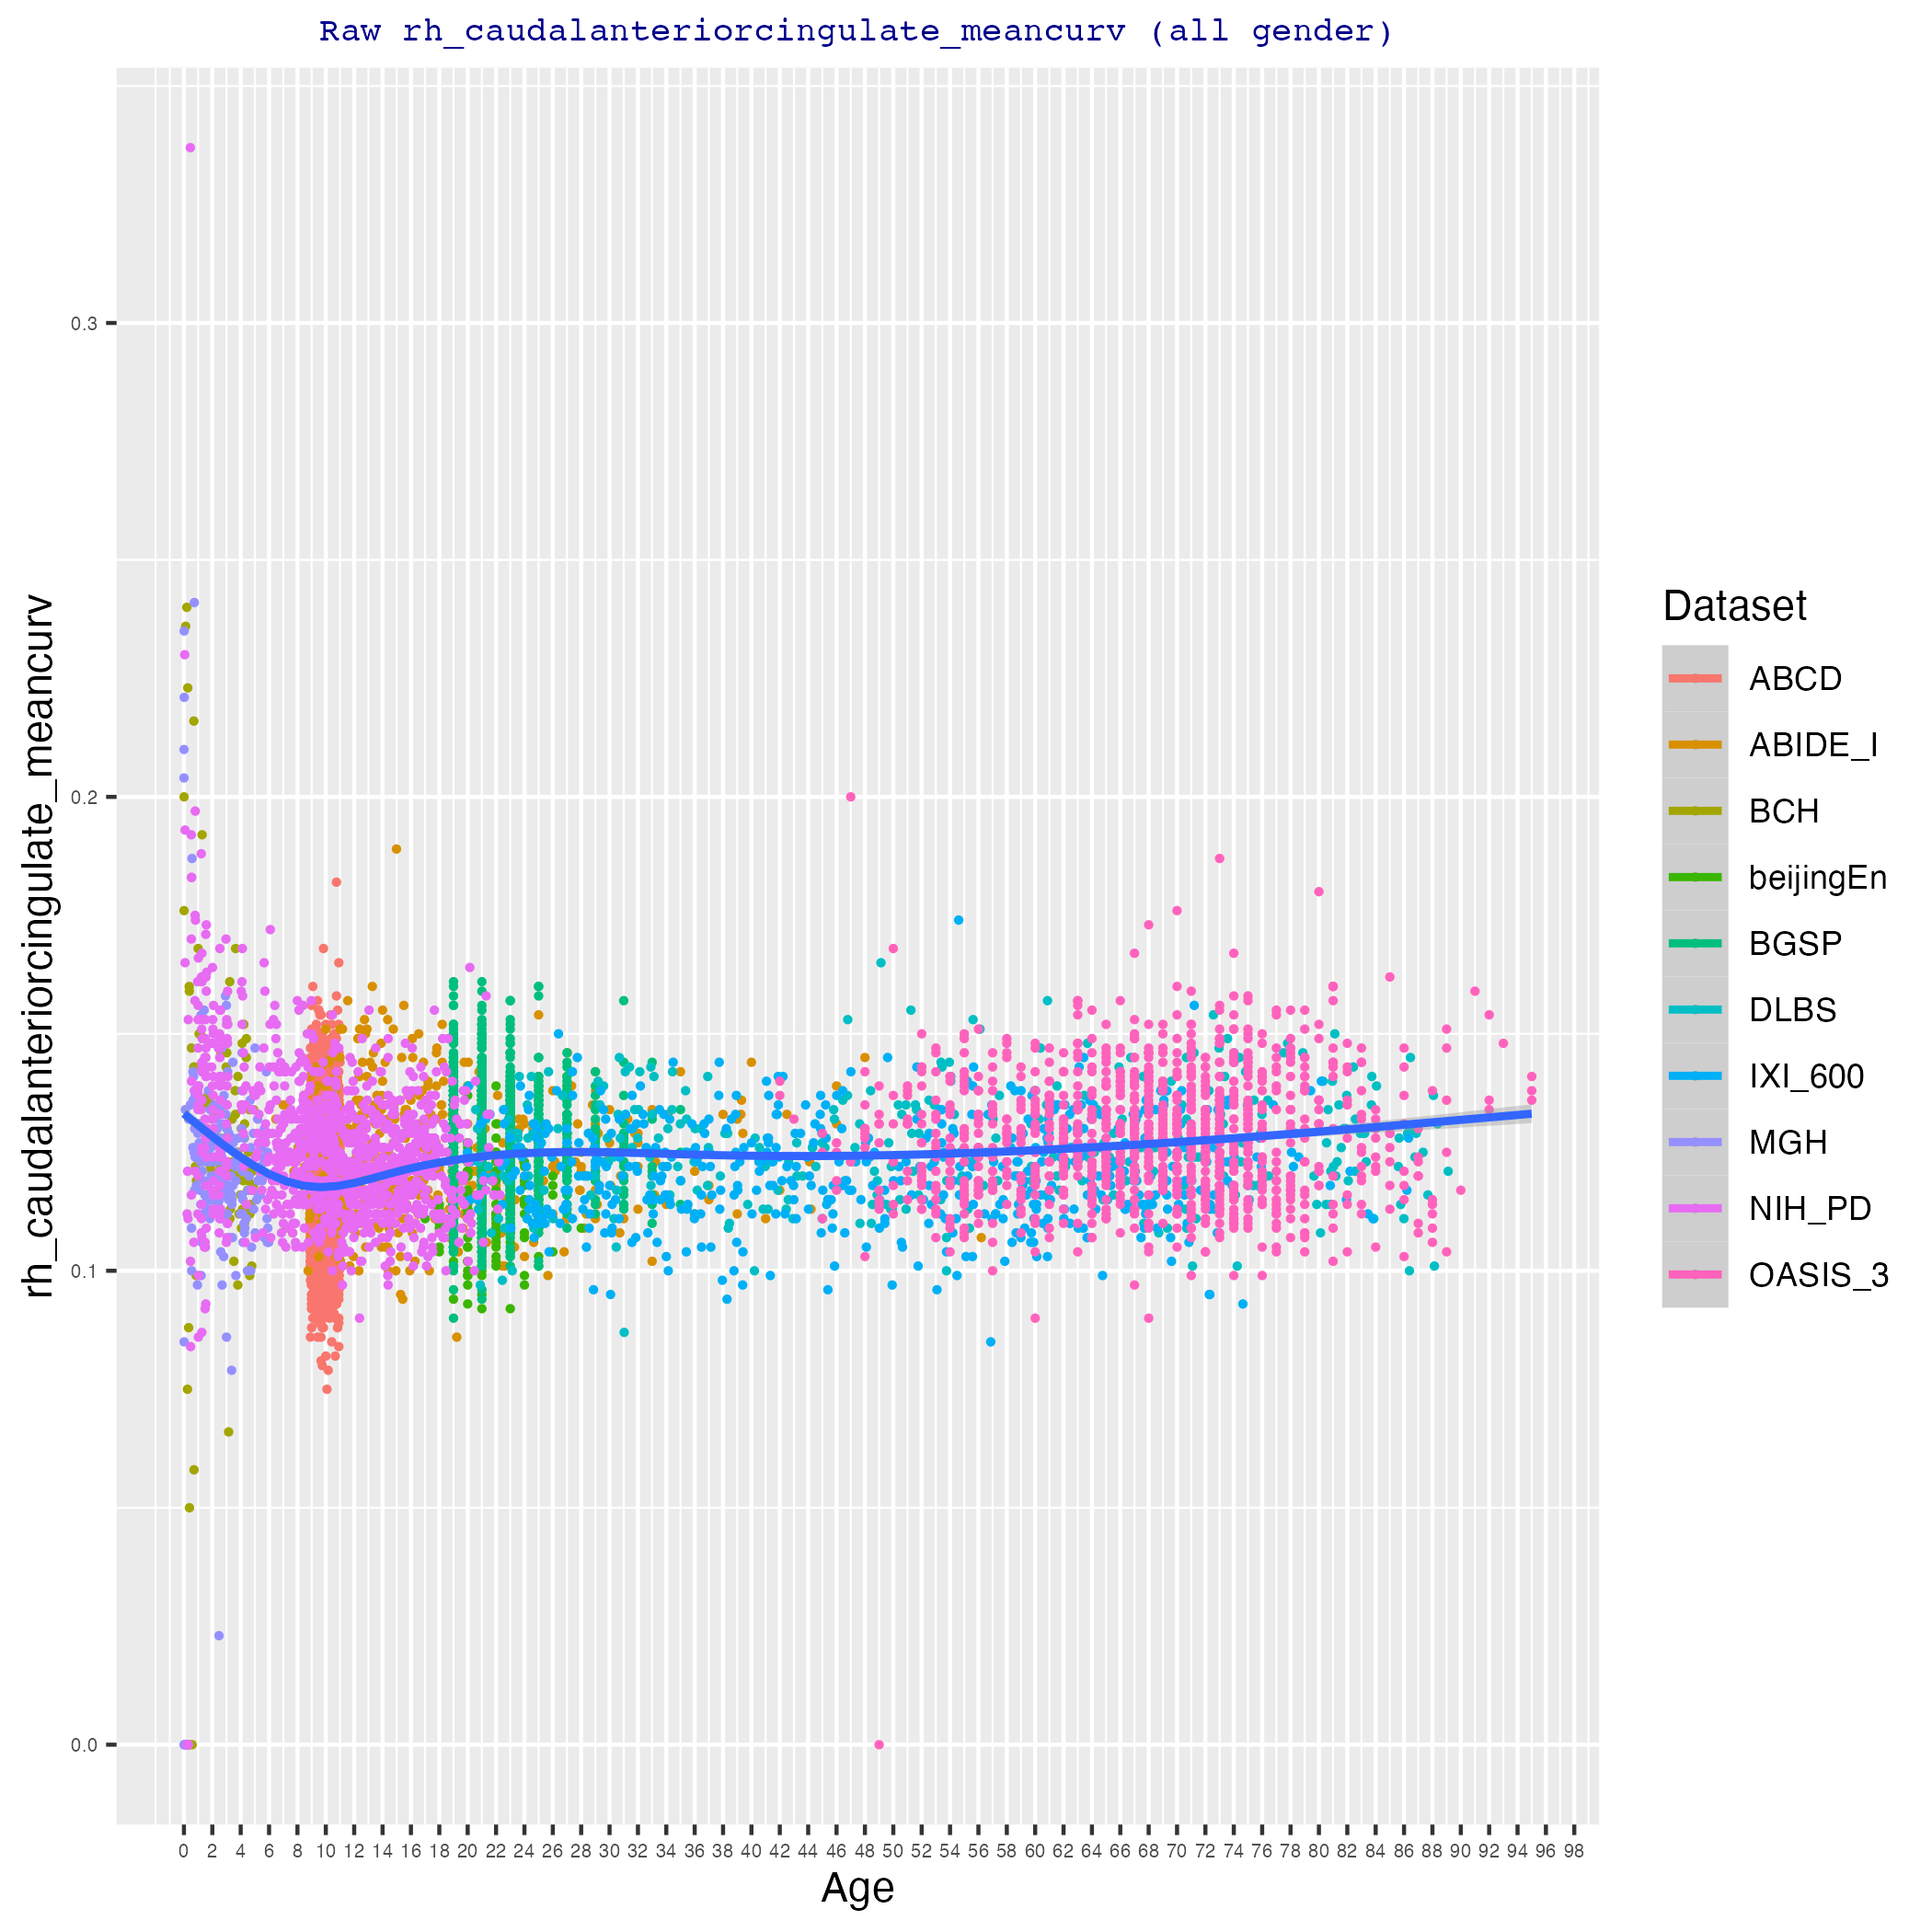 Raw rh_caudalanteriorcingulate_meancurv (all gender)
rh_caudalanteriorcingulate_meancurv
0.3
0.2
0.1
0.0
0 2 4 6 8 10 12 14 16 18 20 22 24 26 28 30 32 34 36 38 40 42 44 46 48 50 52 54 56 58 60 62 64 66 68 70 72 74 76 78 80 82 84 86 88 90 92 94 96 98
Age
Dataset
ABCD
ABIDE_I
BCH
beijingEn
BGSP
DLBS
IXI_600
MGH
NIH_PD
OASIS_3